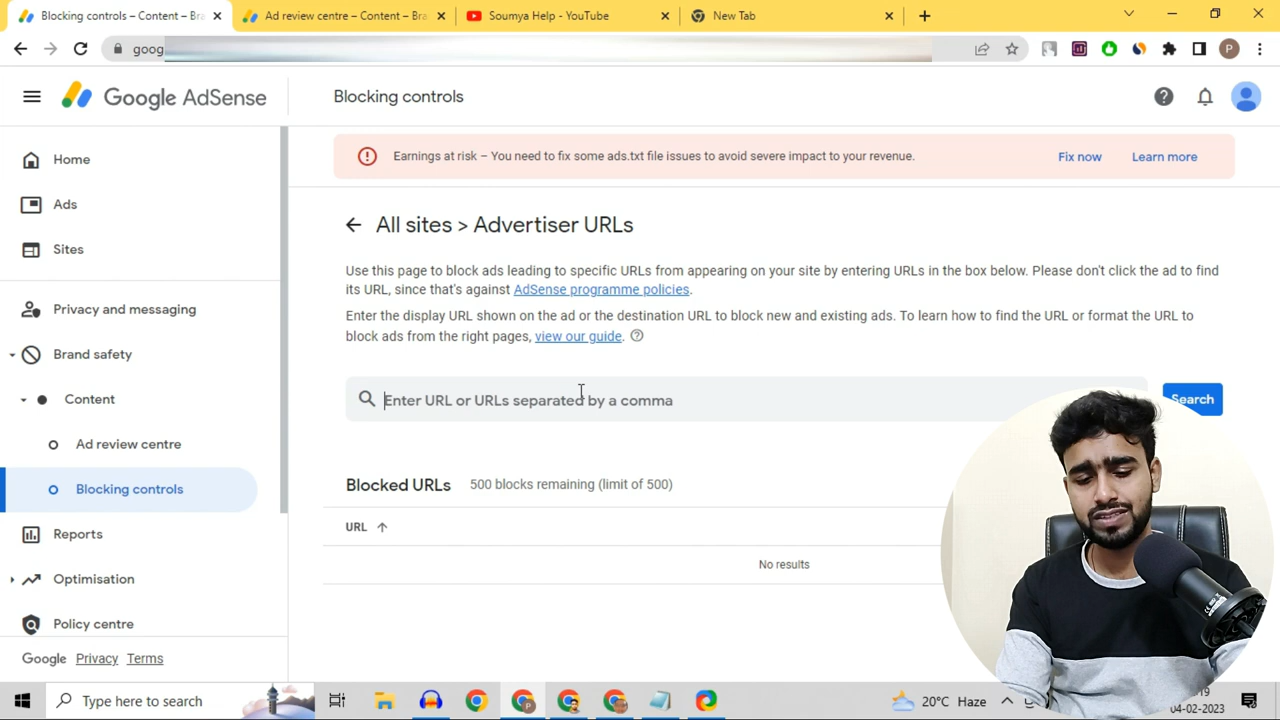 Blocking controls – Content – Bra
Ad review centre – Content – Bra
Soumya Help - YouTube
New Tab
goog
P
Google AdSense
Blocking controls
Home
Earnings at risk – You need to fix some ads.txt file issues to avoid severe impact to your revenue.
Fix now
Learn more
Ads
Sites
All sites > Advertiser URLs
Use this page to block ads leading to specific URLs from appearing on your site by entering URLs in the box below. Please don't click the ad to find
its URL, since that's against AdSense programme policies.
Enter the display URL shown on the ad or the destination URL to block new and existing ads. To learn how to find the URL or format the URL to
block ads from the right pages, view our guide.
Privacy and messaging
Brand safety
Content
Ad review centre
Blocking controls
Reports
Optimisation
Policy centre
Enter URL or URLs separated by a comma
Search
Blocked URLs 500 blocks remaining (limit of 500)
URL
No results
Google Privacy Terms
Type here to search
20°C Haze
04-02-2023